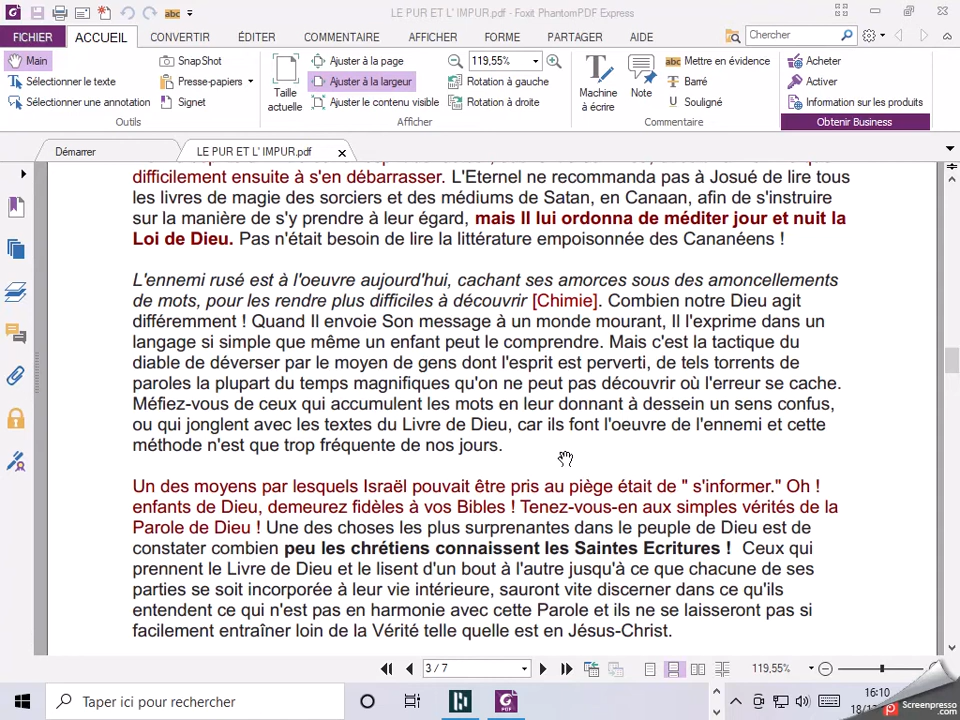 LE PUR ET L' IMPUR.pdf - Foxit PhantomPDF Express
FICHIER ACCUEIL CONVERTIR ÉDITER COMMENTAIRE AFFICHER FORME PARTAGER AIDE Chercher
Main SnapShot Ajuster à la page 119,55% Mettre en évidence Acheter
Sélectionner le texte Presse-papiers Ajuster à la largeur Rotation à gauche Barré Activer
Sélectionner une annotation Signet Taille actuelle Ajuster le contenu visible Rotation à droite Machine à écrire Note Souligné Information sur les produits
Outils Afficher Commentaire Obtenir Business
Démarrer LE PUR ET L' IMPUR.pdf
difficilement ensuite à s'en débarrasser. L'Eternel ne recommanda pas à Josué de lire tous
les livres de magie des sorciers et des médiums de Satan, en Canaan, afin de s'instruire
sur la manière de s'y prendre à leur égard, mais Il lui ordonna de méditer jour et nuit la
Loi de Dieu. Pas n'était besoin de lire la littérature empoisonnée des Cananéens !
L'ennemi rusé est à l'oeuvre aujourd'hui, cachant ses amorces sous des amoncellements
de mots, pour les rendre plus difficiles à découvrir [Chimie]. Combien notre Dieu agit
différemment ! Quand Il envoie Son message à un monde mourant, Il l'exprime dans un
langage si simple que même un enfant peut le comprendre. Mais c'est la tactique du
diable de déverser par le moyen de gens dont l'esprit est perverti, de tels torrents de
paroles la plupart du temps magnifiques qu'on ne peut pas découvrir où l'erreur se cache.
Méfiez-vous de ceux qui accumulent les mots en leur donnant à dessein un sens confus,
ou qui jonglent avec les textes du Livre de Dieu, car ils font l'oeuvre de l'ennemi et cette
méthode n'est que trop fréquente de nos jours.
Un des moyens par lesquels Israël pouvait être pris au piège était de " s'informer." Oh !
enfants de Dieu, demeurez fidèles à vos Bibles ! Tenez-vous-en aux simples vérités de la
Parole de Dieu ! Une des choses les plus surprenantes dans le peuple de Dieu est de
constater combien peu les chrétiens connaissent les Saintes Ecritures ! Ceux qui
prennent le Livre de Dieu et le lisent d'un bout à l'autre jusqu'à ce que chacune de ses
parties se soit incorporée à leur vie intérieure, sauront vite discerner dans ce qu'ils
entendent ce qui n'est pas en harmonie avec cette Parole et ils ne se laisseront pas si
facilement entraîner loin de la Vérité telle quelle est en Jésus-Christ.
3 / 7 119,55%
Taper ici pour rechercher 16:10
Screenpresso
.com